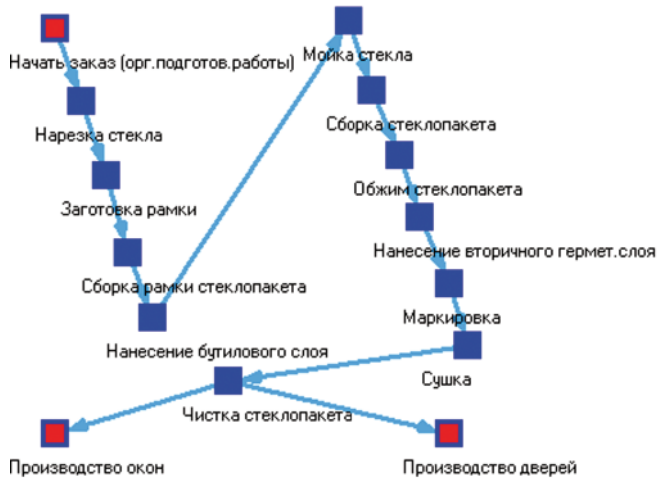 Начать заказ (орг.подготов.работы)
Нарезка стекла
Заготовка рамки
Сборка рамки стеклопакета
Нанесение бутилового слоя
Мойка стекла
Сборка стеклопакета
Обжим стеклопакета
Нанесение вторичного гермет.слоя
Маркировка
Сушка
Чистка стеклопакета
Производство окон
Производство дверей